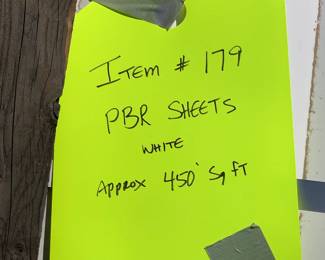 ITEM # 179
PBR SHEETS
WHITE
Approx 450' Sq ft